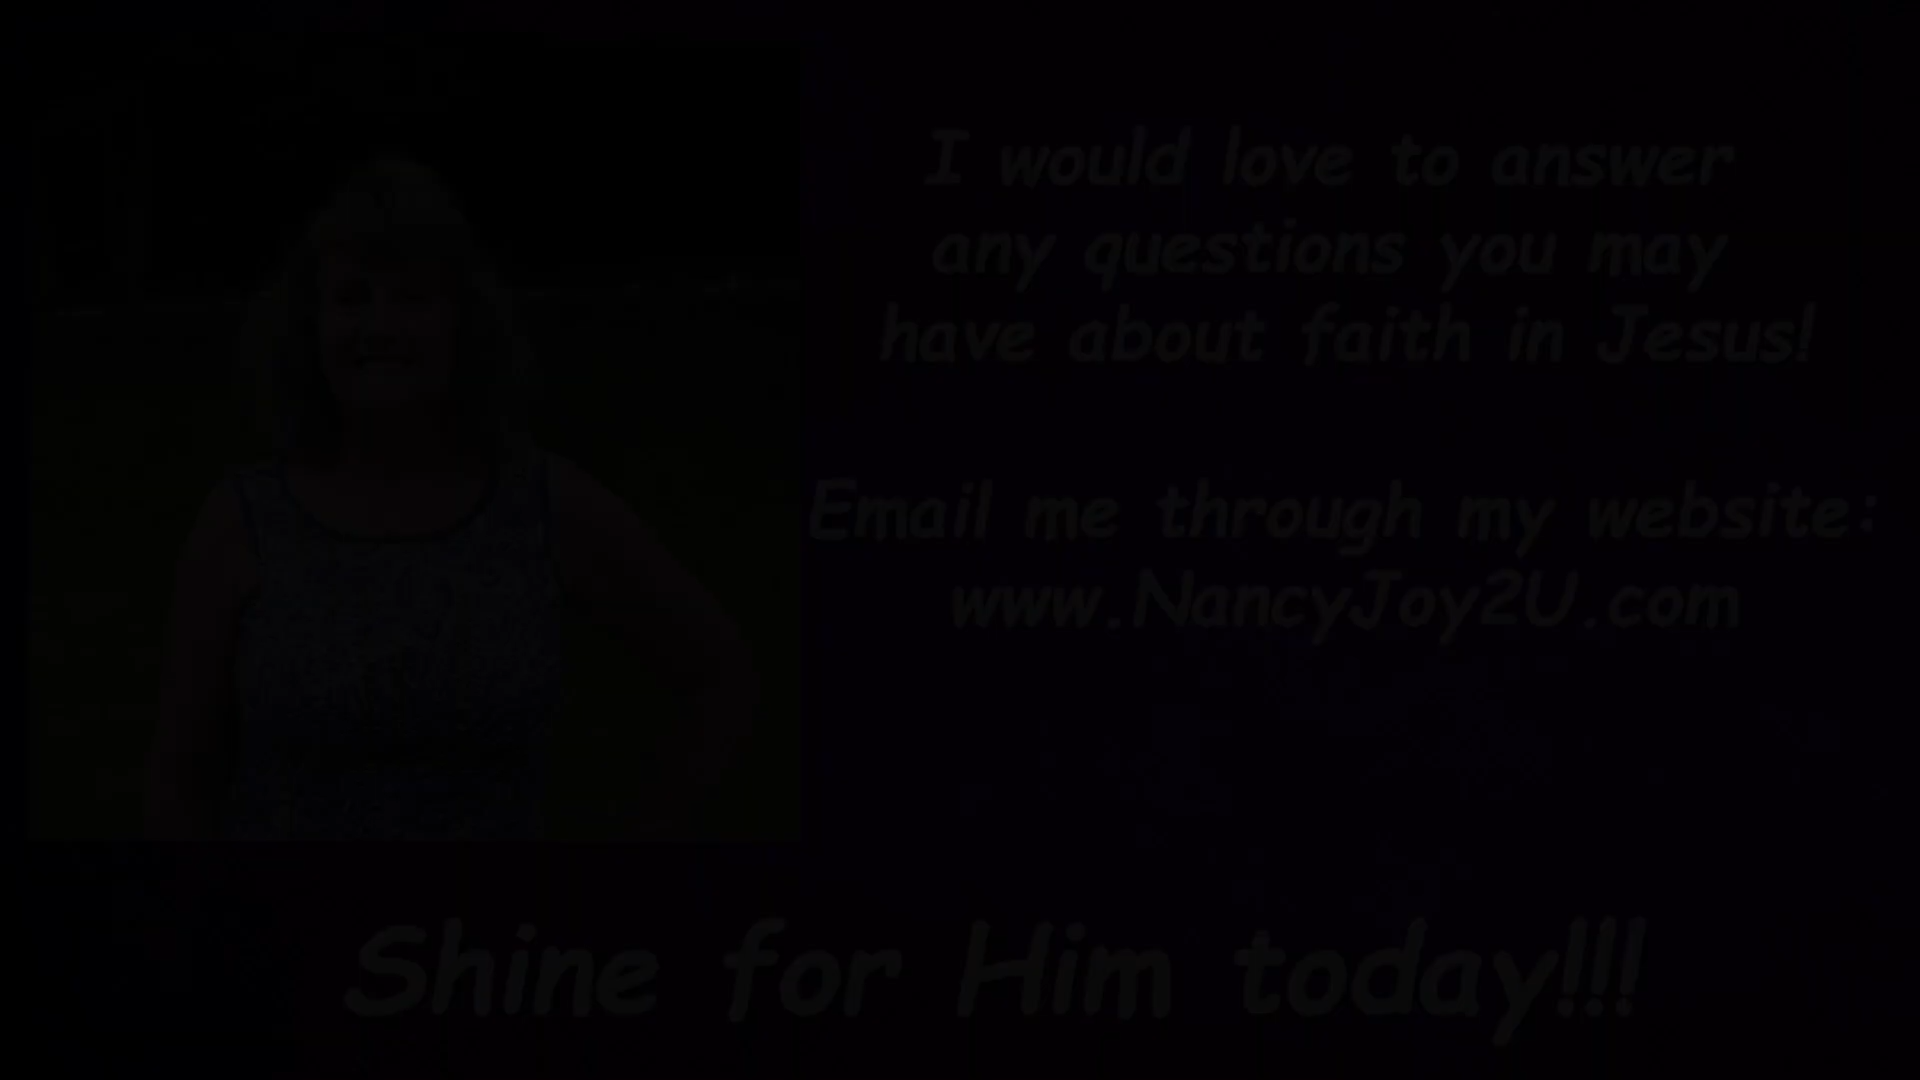 I would love to answer
any questions you may
have about faith in Jesus!
Email me through my website:
www.NancyJoy2U.com
Shine for Him today!!!